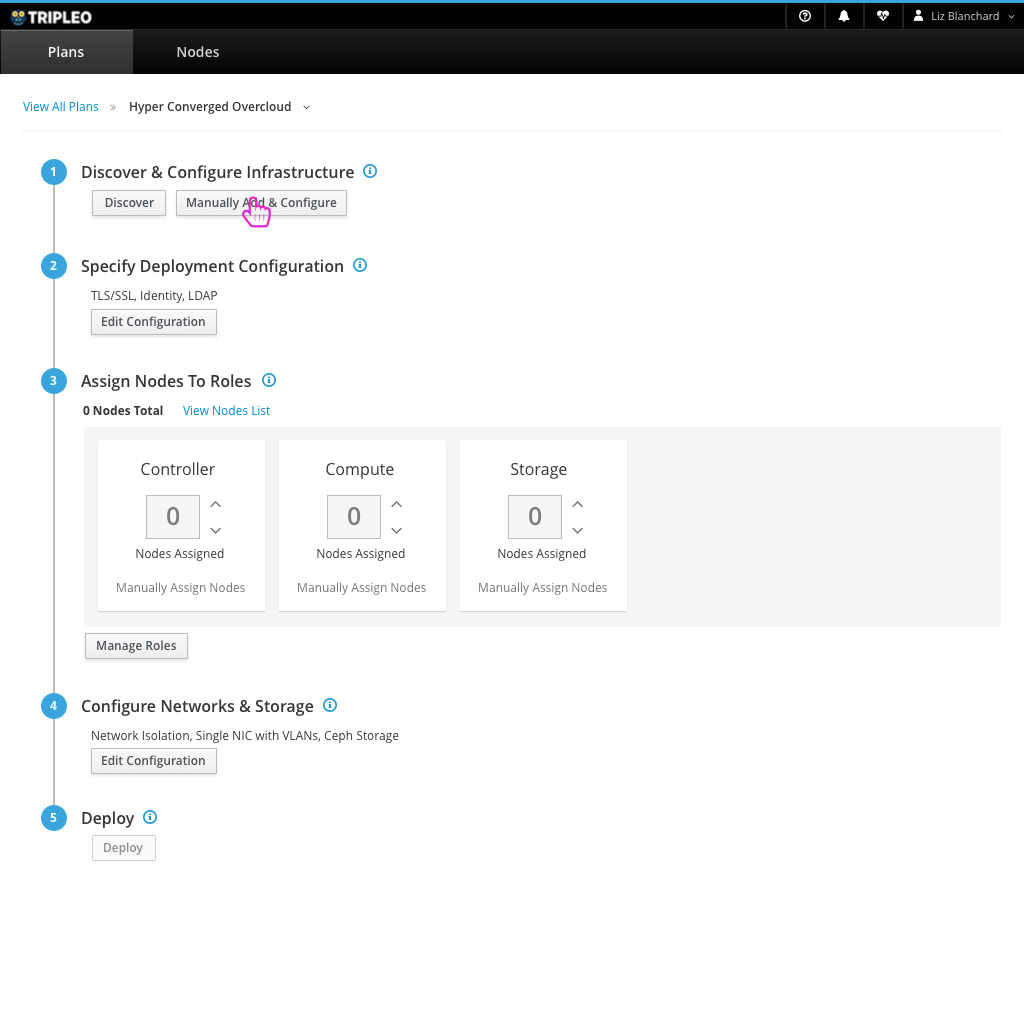 TRIPLEO
Liz Blanchard
Plans
Nodes
View All Plans » Hyper Converged Overcloud
1 Discover & Configure Infrastructure
Discover
Manually Add & Configure
2 Specify Deployment Configuration
TLS/SSL, Identity, LDAP
Edit Configuration
3 Assign Nodes To Roles
0 Nodes Total View Nodes List
Controller
0
Nodes Assigned
Manually Assign Nodes
Compute
0
Nodes Assigned
Manually Assign Nodes
Storage
0
Nodes Assigned
Manually Assign Nodes
Manage Roles
4 Configure Networks & Storage
Network Isolation, Single NIC with VLANs, Ceph Storage
Edit Configuration
5 Deploy
Deploy